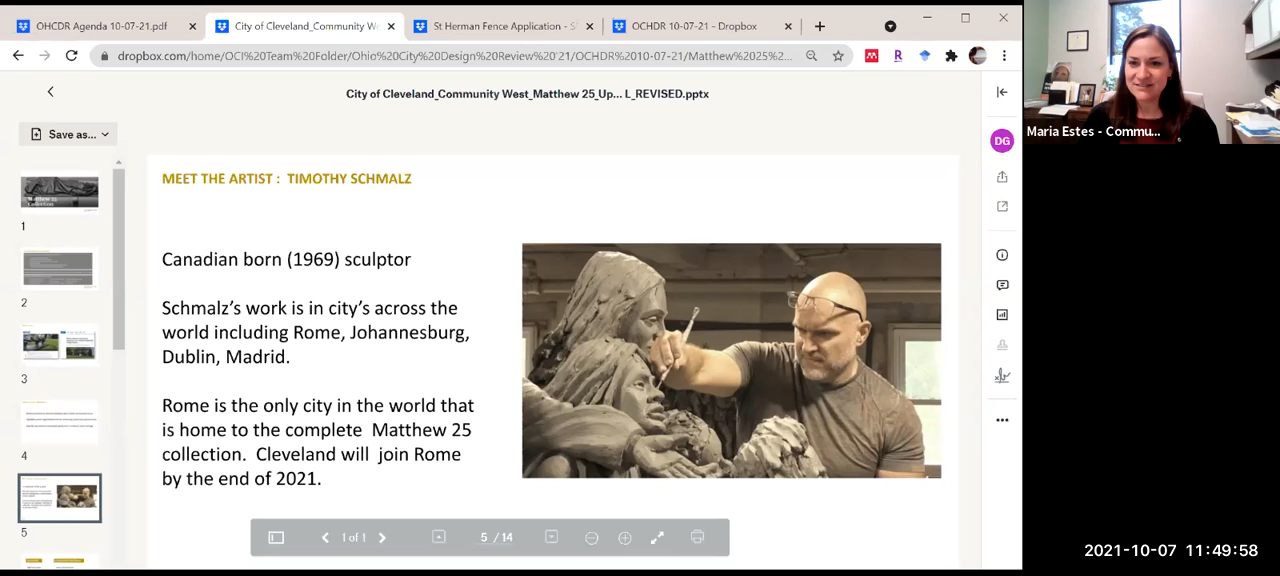 OHCDR Agenda 10-07-21.pdf
City of Cleveland_Community We
St Herman Fence Application - S
OCHDR 10-07-21 - Dropbox
dropbox.com/home/OCI%20Team%20Folder/Ohio%20City%20Design%20Review%20'21/OCHDR%2010-07-21/Matthew%2025%2...
City of Cleveland_Community West_Matthew 25_Up... L_REVISED.pptx
Save as...
DG
Maria Estes - Commu...
MEET THE ARTIST : TIMOTHY SCHMALZ
Canadian born (1969) sculptor
Schmalz's work is in city's across the
world including Rome, Johannesburg,
Dublin, Madrid.
Rome is the only city in the world that
is home to the complete Matthew 25
collection. Cleveland will join Rome
by the end of 2021.
1
2
3
4
5
1 of 1
5 / 14
2021-10-07 11:49:58